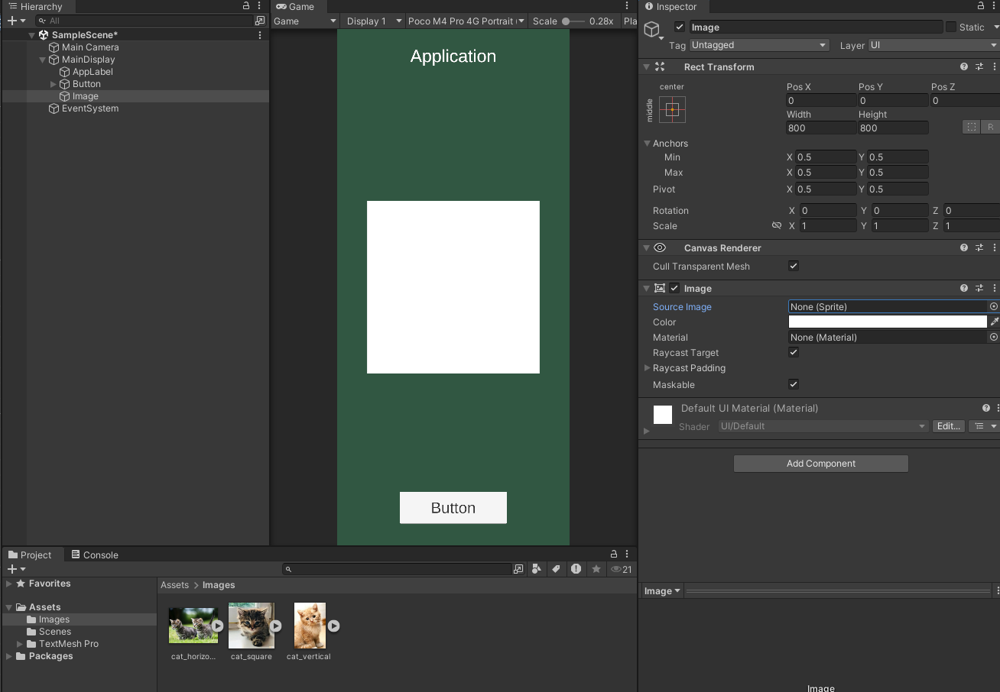 Hierarchy
All
SampleScene*
Main Camera
MainDisplay
AppLabel
Button
Image
EventSystem
Game
Game
Display 1
Poco M4 Pro 4G Portrait (
Scale
0.28x
Pla
Application
Button
Inspector
Image
Static
Tag
Untagged
Layer
UI
Rect Transform
center
middle
Pos X
Pos Y
Pos Z
0
0
0
Width
Height
800
800
R
Anchors
Min
X 0.5
Y 0.5
Max
X 0.5
Y 0.5
Pivot
X 0.5
Y 0.5
Rotation
X 0
Y 0
Z 0
Scale
X 1
Y 1
Z 1
Canvas Renderer
Cull Transparent Mesh
Image
Source Image
None (Sprite)
Color
Material
None (Material)
Raycast Target
Raycast Padding
Maskable
Default UI Material (Material)
Shader
UI/Default
Edit...
Add Component
Image
Image
Project
Console
21
Favorites
Assets
Images
Scenes
TextMesh Pro
Packages
Assets > Images
cat_horizo...
cat_square
cat_vertical